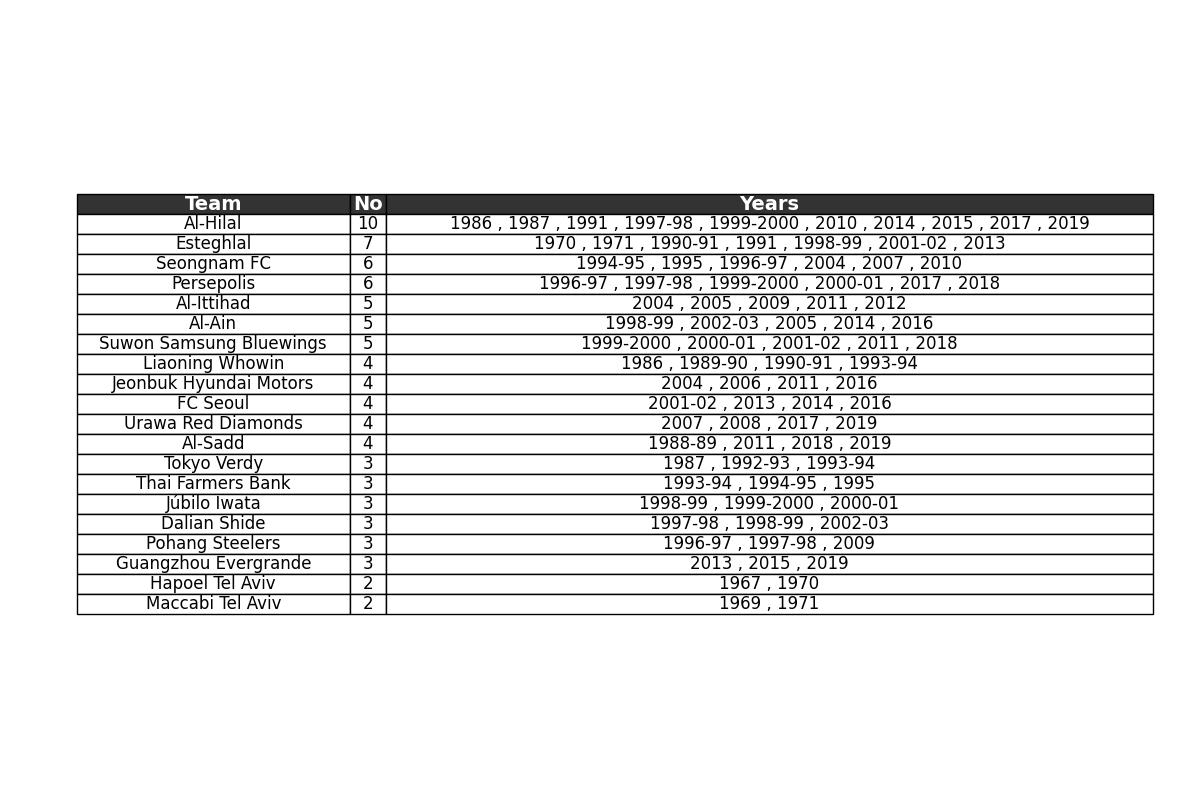 Team No Years
Al-Hilal 10 1986 , 1987 , 1991 , 1997-98 , 1999-2000 , 2010 , 2014 , 2015 , 2017 , 2019
Esteghlal 7 1970 , 1971 , 1990-91 , 1991 , 1998-99 , 2001-02 , 2013
Seongnam FC 6 1994-95 , 1995 , 1996-97 , 2004 , 2007 , 2010
Persepolis 6 1996-97 , 1997-98 , 1999-2000 , 2000-01 , 2017 , 2018
Al-Ittihad 5 2004 , 2005 , 2009 , 2011 , 2012
Al-Ain 5 1998-99 , 2002-03 , 2005 , 2014 , 2016
Suwon Samsung Bluewings 5 1999-2000 , 2000-01 , 2001-02 , 2011 , 2018
Liaoning Whowin 4 1986 , 1989-90 , 1990-91 , 1993-94
Jeonbuk Hyundai Motors 4 2004 , 2006 , 2011 , 2016
FC Seoul 4 2001-02 , 2013 , 2014 , 2016
Urawa Red Diamonds 4 2007 , 2008 , 2017 , 2019
Al-Sadd 4 1988-89 , 2011 , 2018 , 2019
Tokyo Verdy 3 1987 , 1992-93 , 1993-94
Thai Farmers Bank 3 1993-94 , 1994-95 , 1995
Júbilo Iwata 3 1998-99 , 1999-2000 , 2000-01
Dalian Shide 3 1997-98 , 1998-99 , 2002-03
Pohang Steelers 3 1996-97 , 1997-98 , 2009
Guangzhou Evergrande 3 2013 , 2015 , 2019
Hapoel Tel Aviv 2 1967 , 1970
Maccabi Tel Aviv 2 1969 , 1971